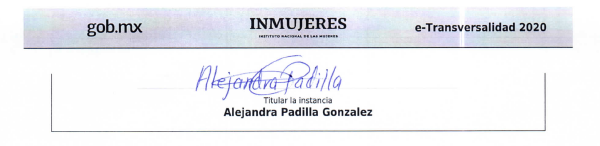 gob.mx INMUJERES e-Transversalidad 2020
INSTITUTO NACIONAL DE LAS MUJERES
Alejandra Padilla
Titular la instancia
Alejandra Padilla Gonzalez